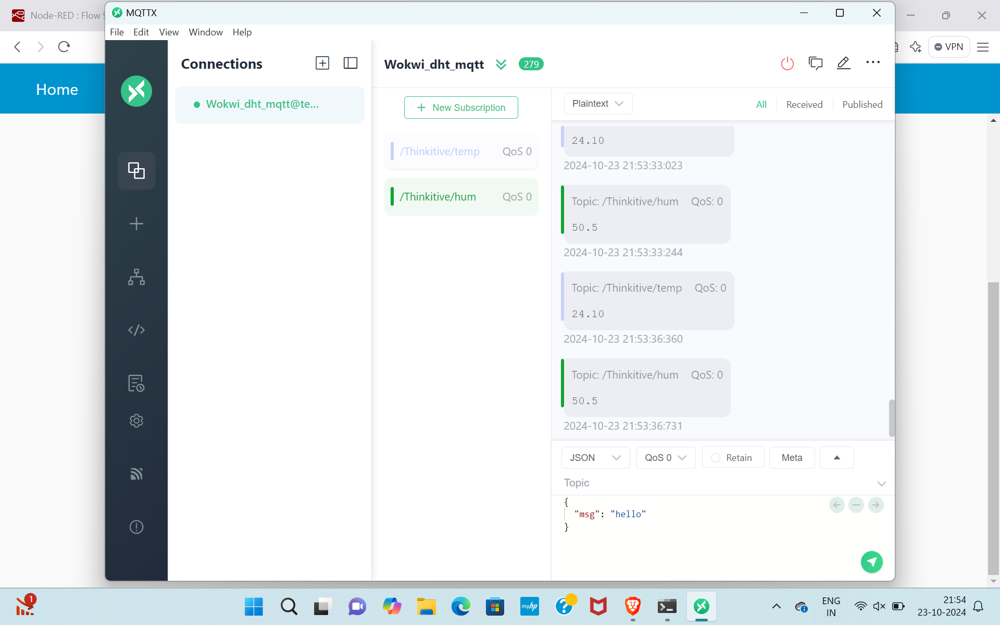 Node-RED : Flow
MQTTX
File Edit View Window Help
VPN
Home
Connections
Wokwi_dht_mqtt@te...
Wokwi_dht_mqtt 279
New Subscription
/Thinkitive/temp QoS 0
/Thinkitive/hum QoS 0
Plaintext All Received Published
24.10
2024-10-23 21:53:33:023
Topic: /Thinkitive/hum QoS: 0
50.5
2024-10-23 21:53:33:244
Topic: /Thinkitive/temp QoS: 0
24.10
2024-10-23 21:53:36:360
Topic: /Thinkitive/hum QoS: 0
50.5
2024-10-23 21:53:36:731
JSON QoS 0 Retain Meta
Topic
{
"msg": "hello"
}
1
myhp
ENG
IN
21:54
23-10-2024